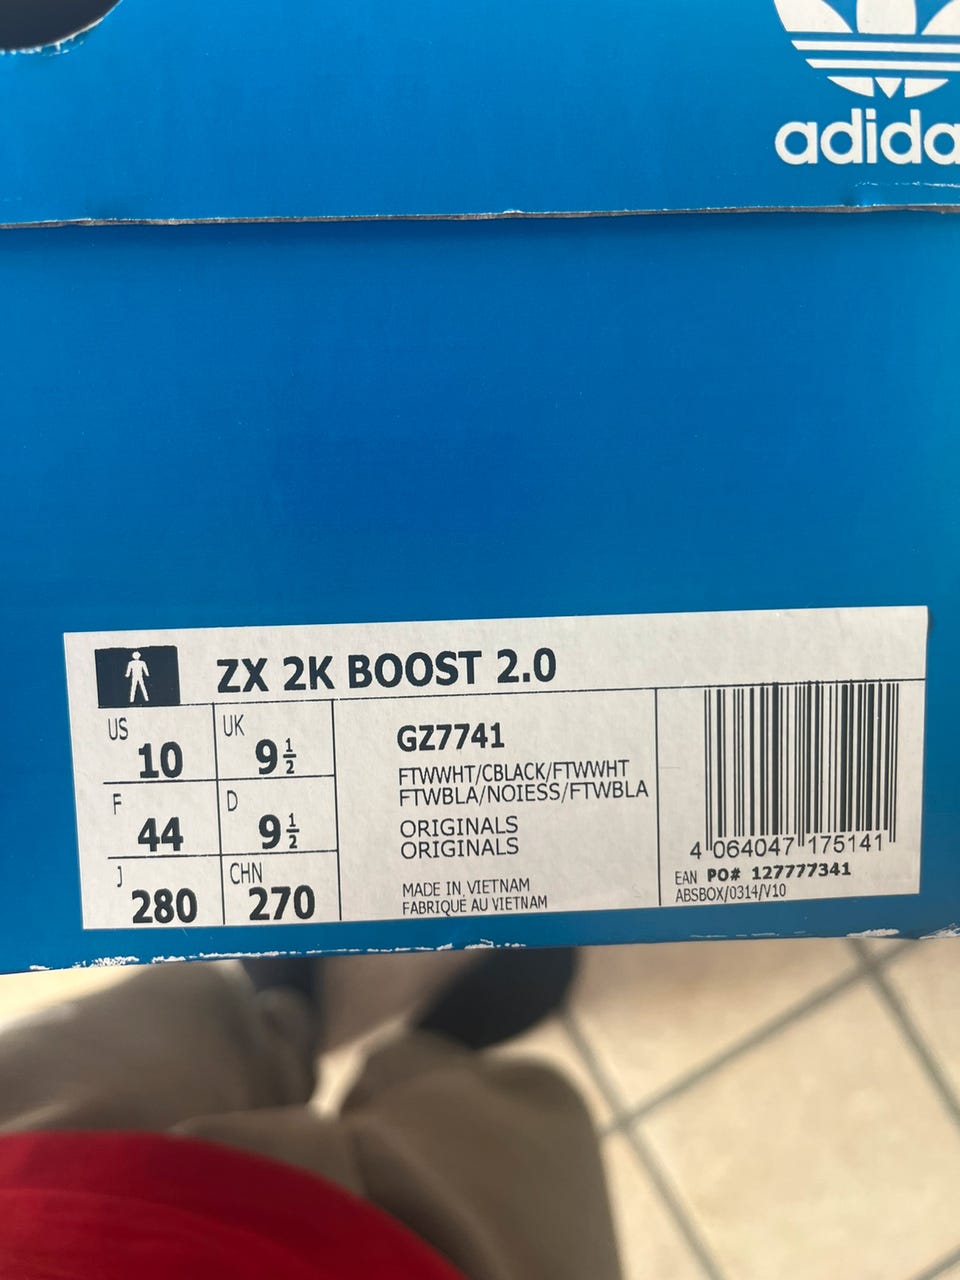 adidas
ZX 2K BOOST 2.0
US 10 UK 9 1/2
F 44 D 9 1/2
J 280 CHN 270
GZ7741
FTWWHT/CBLACK/FTWWHT
FTWBLA/NOIESS/FTWBLA
ORIGINALS
ORIGINALS
MADE IN VIETNAM
FABRIQUÉ AU VIETNAM
4 064047 175141
EAN PO# 127777341
ABSBOX/0314/V10